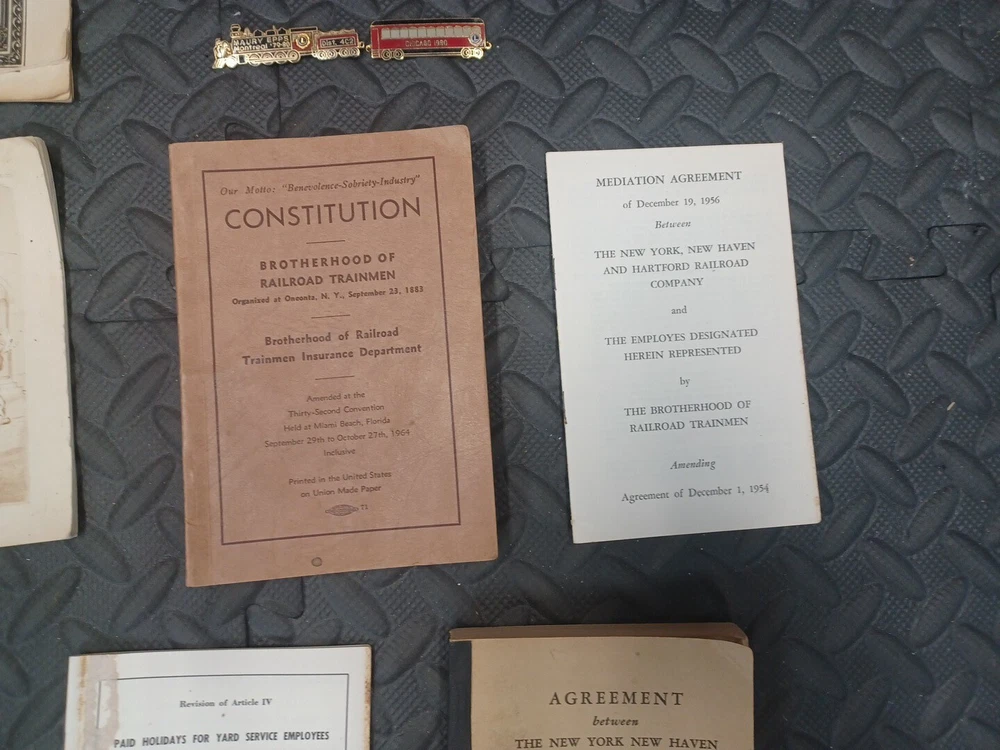 MAURY EPPS
Montreal '79-80
CHICAGO 1980
Our Motto: "Benevolence-Sobriety-Industry"
CONSTITUTION
BROTHERHOOD OF
RAILROAD TRAINMEN
Organized at Oneonta, N. Y., September 23, 1883
Brotherhood of Railroad
Trainmen Insurance Department
Amended at the
Thirty-Second Convention
Held at Miami Beach, Florida
September 29th to October 27th, 1964
Inclusive
Printed in the United States
on Union Made Paper
MEDIATION AGREEMENT
of December 19, 1956
Between
THE NEW YORK, NEW HAVEN
AND HARTFORD RAILROAD
COMPANY
and
THE EMPLOYES DESIGNATED
HEREIN REPRESENTED
by
THE BROTHERHOOD OF
RAILROAD TRAINMEN
Amending
Agreement of December 1, 1954
Revision of Article IV
PAID HOLIDAYS FOR YARD SERVICE EMPLOYEES
AGREEMENT
between
THE NEW YORK NEW HAVEN